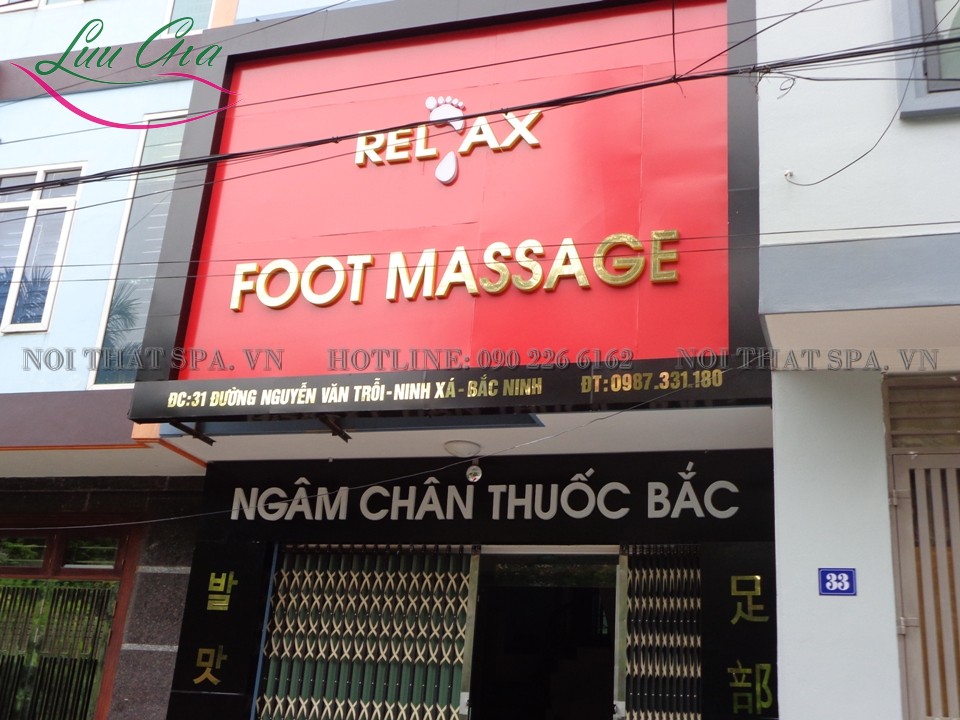 Lưu Gia
RELAX
FOOT MASSAGE
NOI THAT SPA. VN HOTLINE: 090 226 6162 NOI THAT SPA. VN
ĐC:31 ĐƯỜNG NGUYỄN VĂN TRỖI-NINH XÁ-BẮC NINH ĐT:0987.331.180
NGÂM CHÂN THUỐC BẮC
발맛
足部
33